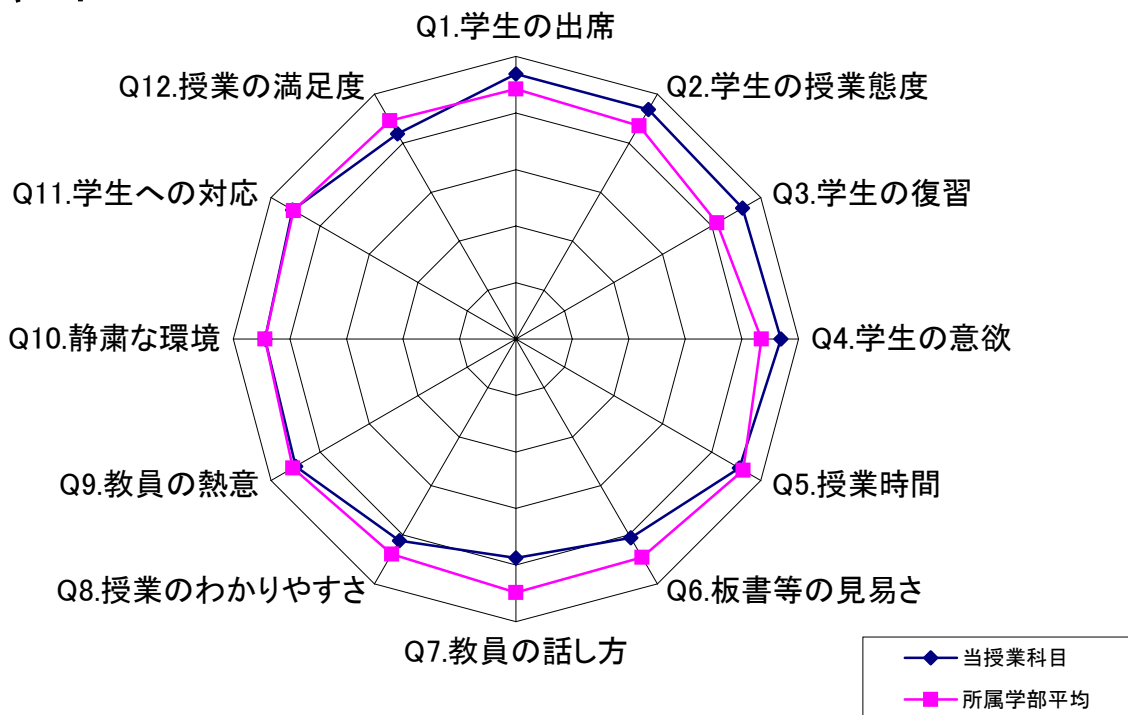 Q1.学生の出席
Q2.学生の授業態度
Q3.学生の復習
Q4.学生の意欲
Q5.授業時間
Q6.板書等の見易さ
Q7.教員の話し方
Q8.授業のわかりやすさ
Q9.教員の熱意
Q10.静粛な環境
Q11.学生への対応
Q12.授業の満足度
当授業科目
所属学部平均